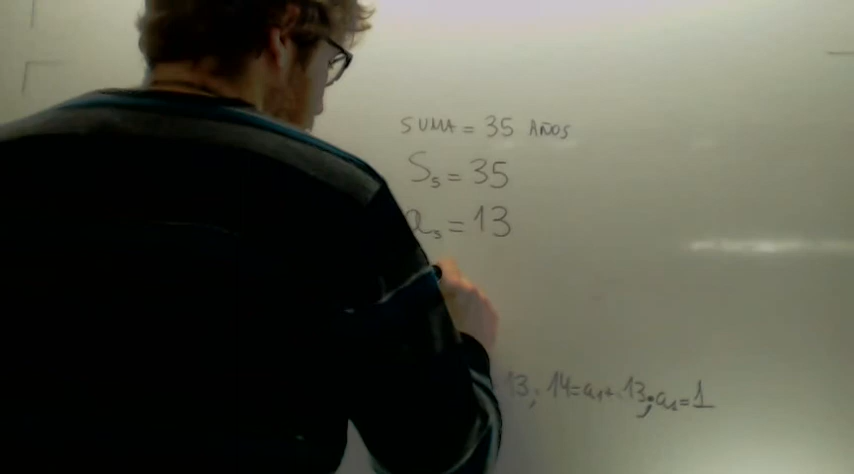 SUMA = 35 AÑOS
S₅ = 35
a₅ = 13
13; 14=a₁+13; a₁=1